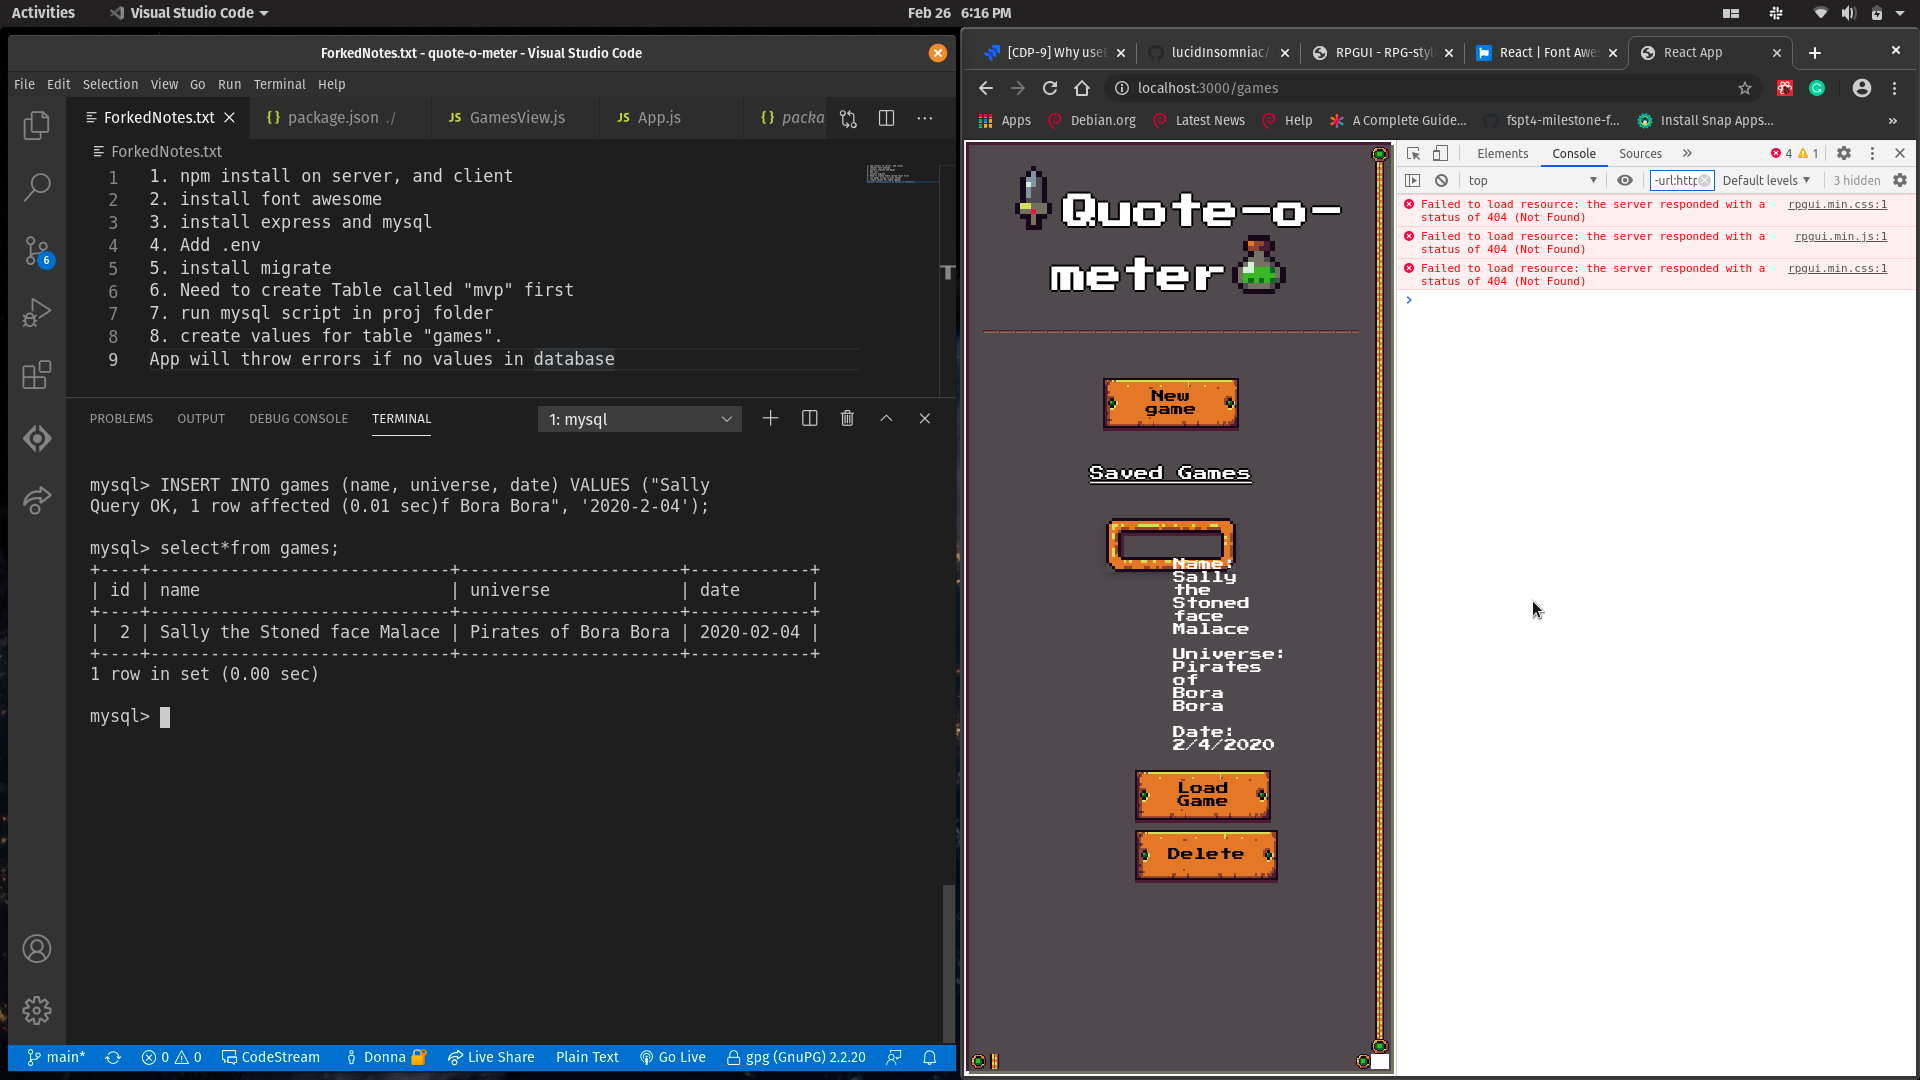 Activities
Visual Studio Code
Feb 26 6:16 PM
ForkedNotes.txt - quote-o-meter - Visual Studio Code
File Edit Selection View Go Run Terminal Help
ForkedNotes.txt
package.json ./
GamesView.js
App.js
packa
ForkedNotes.txt
1 1. npm install on server, and client
2 2. install font awesome
3 3. install express and mysql
4 4. Add .env
5 5. install migrate
6 6. Need to create Table called "mvp" first
7 7. run mysql script in proj folder
8 8. create values for table "games".
9 App will throw errors if no values in database
6
PROBLEMS OUTPUT DEBUG CONSOLE TERMINAL
1: mysql
mysql> INSERT INTO games (name, universe, date) VALUES ("Sally
Query OK, 1 row affected (0.01 sec)f Bora Bora", '2020-2-04');
mysql> select*from games;
+----+-----------------------------+----------------------+------------+
| id | name | universe | date |
+----+-----------------------------+----------------------+------------+
| 2 | Sally the Stoned face Malace | Pirates of Bora Bora | 2020-02-04 |
+----+-----------------------------+----------------------+------------+
1 row in set (0.00 sec)
mysql>
main* 0 0 CodeStream Donna Live Share Plain Text Go Live gpg (GnuPG) 2.2.20
[CDP-9] Why use
lucidInsomniac/
RPGUI - RPG-sty
React | Font Awe
React App
localhost:3000/games
Apps Debian.org Latest News Help A Complete Guide... fspt4-milestone-f... Install Snap Apps... »
Quote-o-
meter
New
game
Saved Games
Name:
Sally
the
Stoned
face
Malace
Universe:
Pirates
of
Bora
Bora
Date:
2/4/2020
Load
Game
Delete
Elements Console Sources » 4 1
top
-url:http
Default levels
3 hidden
Failed to load resource: the server responded with a rpgui.min.css:1
status of 404 (Not Found)
Failed to load resource: the server responded with a rpgui.min.js:1
status of 404 (Not Found)
Failed to load resource: the server responded with a rpgui.min.css:1
status of 404 (Not Found)
>